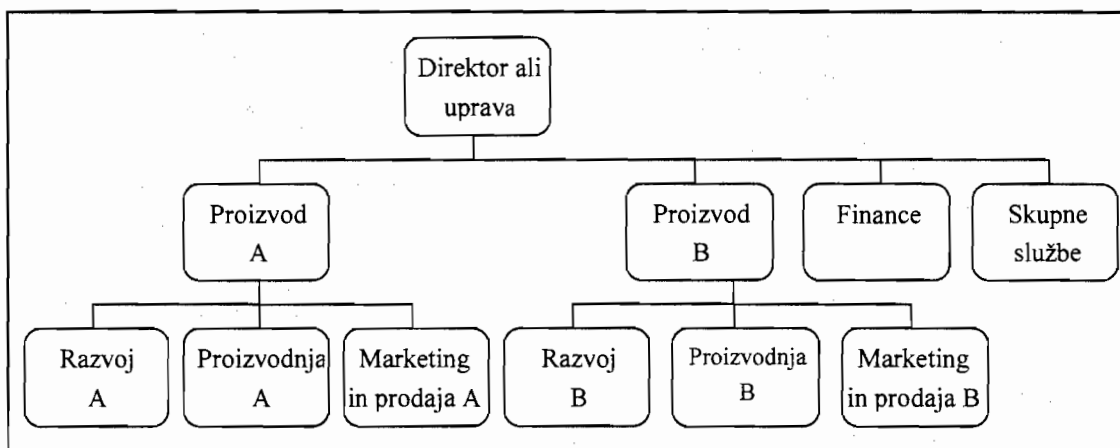 Direktor ali
uprava
Proizvod
A
Proizvod
B
Finance
Skupne
službe
Razvoj
A
Proizvodnja
A
Marketing
in prodaja A
Razvoj
B
Proizvodnja
B
Marketing
in prodaja B